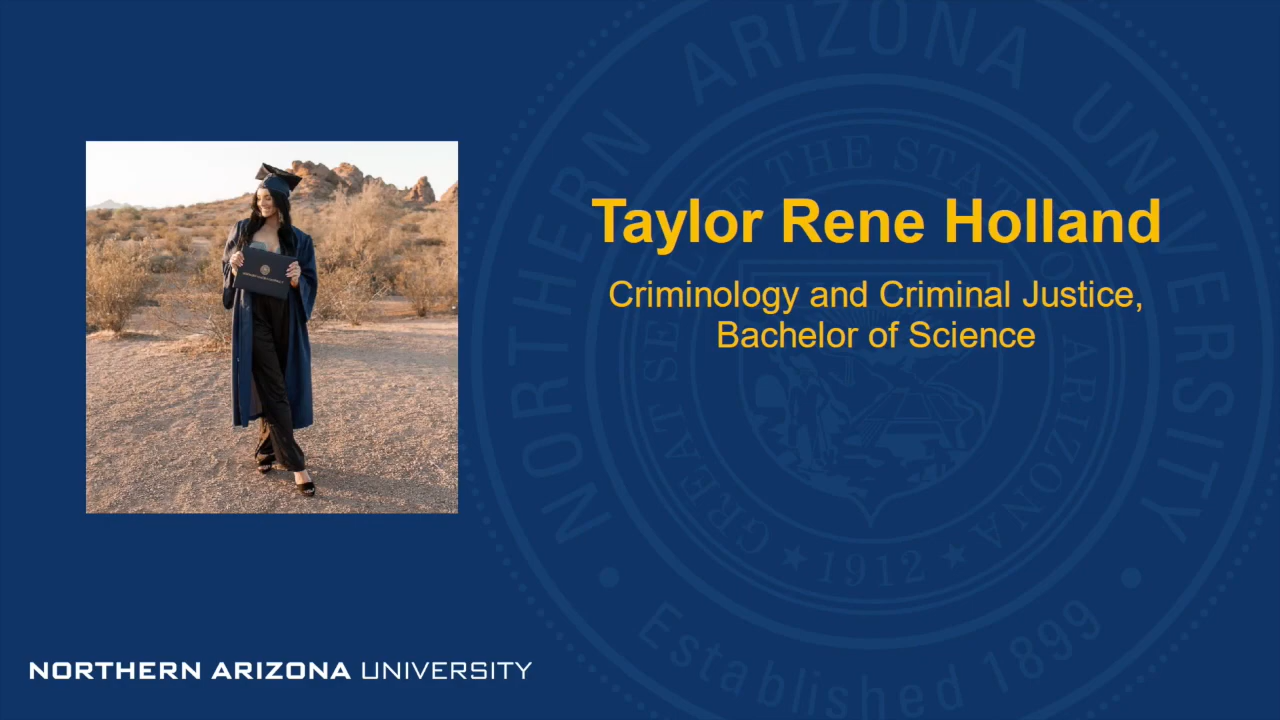 Taylor Rene Holland
Criminology and Criminal Justice,
Bachelor of Science
NORTHERN ARIZONA UNIVERSITY
NORTHERN ARIZONA UNIVERSITY
GREAT SEAL OF THE STATE OF ARIZONA
1912
Established 1899